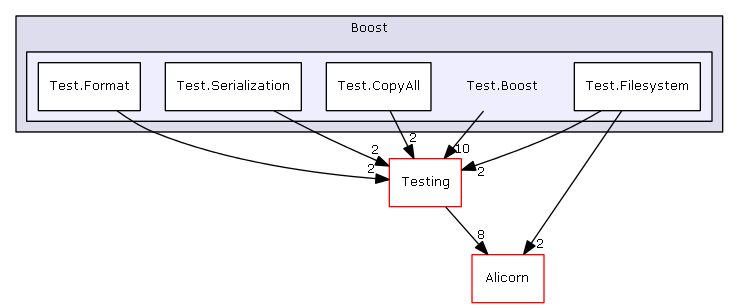 Boost
Test.Format
Test.Serialization
Test.CopyAll
Test.Boost
Test.Filesystem
2
2
2
10
2
Testing
8
2
Alicorn